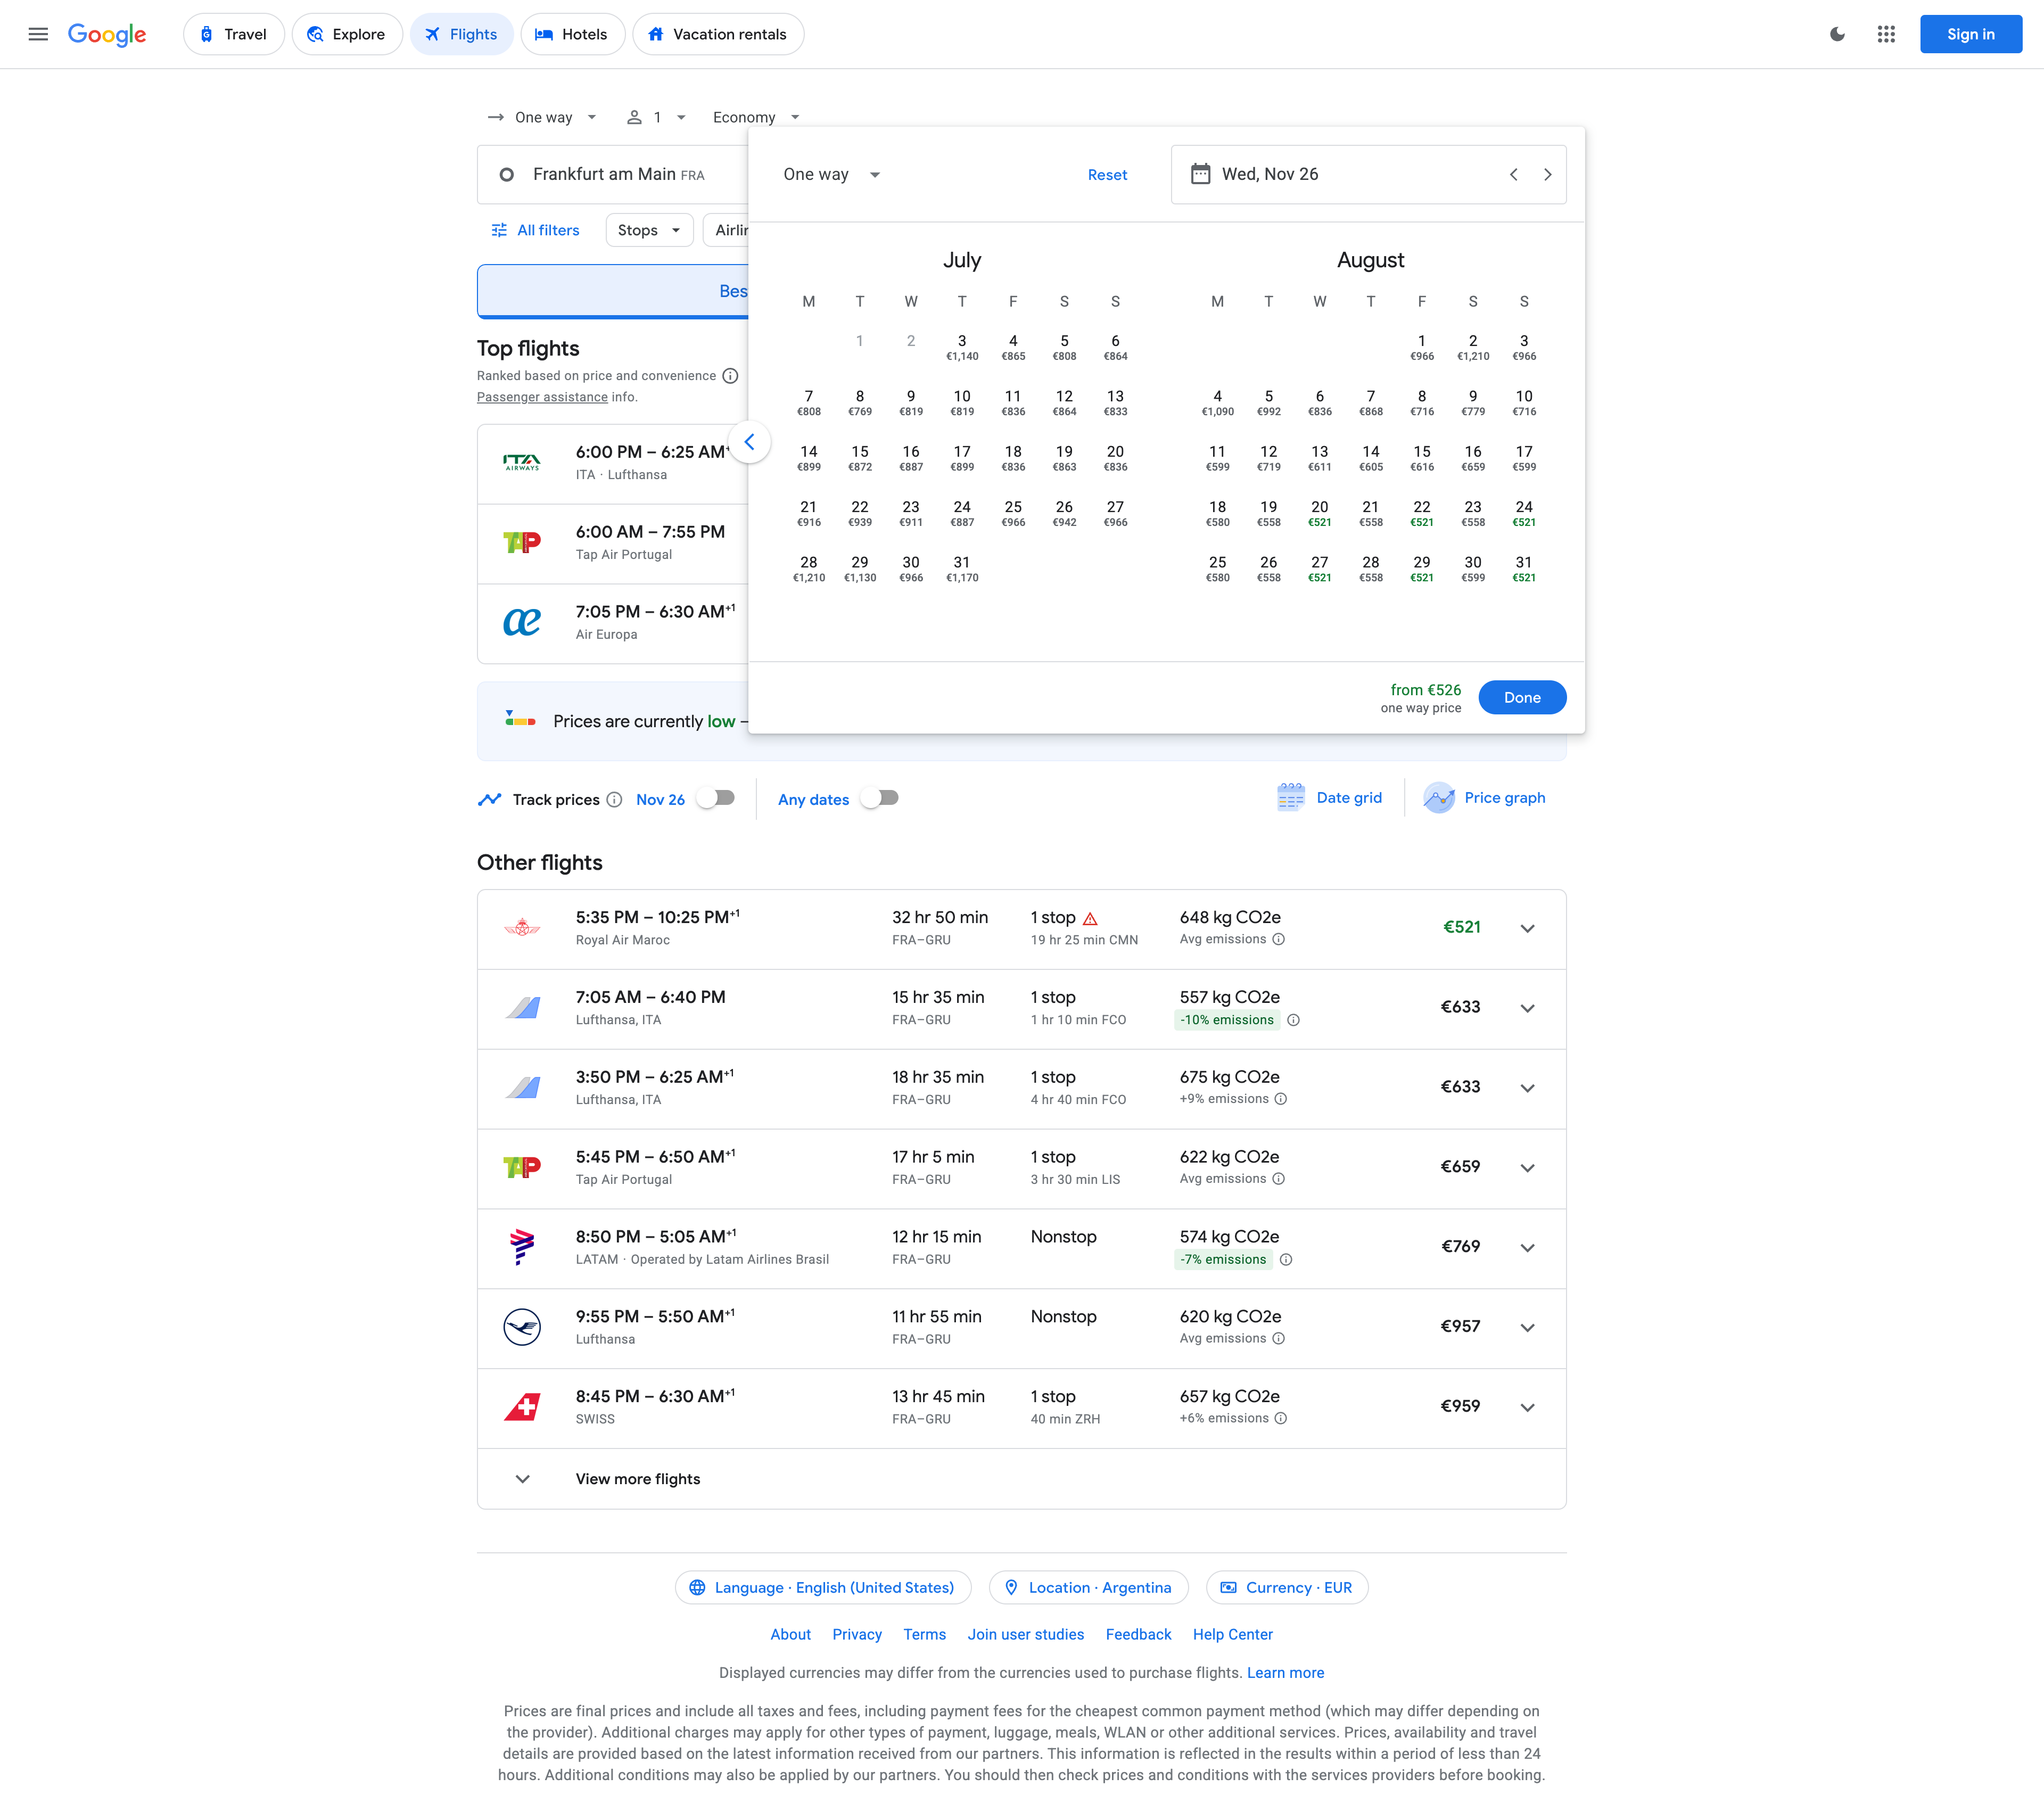 Google
Travel
Explore
Flights
Hotels
Vacation rentals
Sign in
One way
1
Economy
Frankfurt am Main FRA
One way
Reset
Wed, Nov 26
All filters
Stops
Airlin
Bes
July
M T W T F S S
1 2 3 4 5 6
€1,140 €865 €808 €864
7 8 9 10 11 12 13
€808 €769 €819 €819 €836 €864 €833
14 15 16 17 18 19 20
€899 €872 €887 €899 €836 €863 €836
21 22 23 24 25 26 27
€916 €939 €911 €887 €966 €942 €966
28 29 30 31
€1,210 €1,130 €966 €1,170
August
M T W T F S S
1 2 3
€966 €1,210 €966
4 5 6 7 8 9 10
€1,090 €992 €836 €868 €716 €779 €716
11 12 13 14 15 16 17
€599 €719 €611 €605 €616 €659 €599
18 19 20 21 22 23 24
€580 €558 €521 €558 €521 €558 €521
25 26 27 28 29 30 31
€580 €558 €521 €558 €521 €599 €521
from €526
one way price
Done
Top flights
Ranked based on price and convenience
Passenger assistance info.
ITA AIRWAYS
6:00 PM – 6:25 AM+
ITA · Lufthansa
TAP
6:00 AM – 7:55 PM
Tap Air Portugal
7:05 PM – 6:30 AM+1
Air Europa
Prices are currently low –
Track prices
Nov 26
Any dates
Date grid
Price graph
Other flights
5:35 PM – 10:25 PM+1 32 hr 50 min 1 stop 648 kg CO2e €521
Royal Air Maroc FRA–GRU 19 hr 25 min CMN Avg emissions
7:05 AM – 6:40 PM 15 hr 35 min 1 stop 557 kg CO2e €633
Lufthansa, ITA FRA–GRU 1 hr 10 min FCO -10% emissions
3:50 PM – 6:25 AM+1 18 hr 35 min 1 stop 675 kg CO2e €633
Lufthansa, ITA FRA–GRU 4 hr 40 min FCO +9% emissions
TAP
5:45 PM – 6:50 AM+1 17 hr 5 min 1 stop 622 kg CO2e €659
Tap Air Portugal FRA–GRU 3 hr 30 min LIS Avg emissions
8:50 PM – 5:05 AM+1 12 hr 15 min Nonstop 574 kg CO2e €769
LATAM · Operated by Latam Airlines Brasil FRA–GRU -7% emissions
9:55 PM – 5:50 AM+1 11 hr 55 min Nonstop 620 kg CO2e €957
Lufthansa FRA–GRU Avg emissions
8:45 PM – 6:30 AM+1 13 hr 45 min 1 stop 657 kg CO2e €959
SWISS FRA–GRU 40 min ZRH +6% emissions
View more flights
Language · English (United States)
Location · Argentina
Currency · EUR
About Privacy Terms Join user studies Feedback Help Center
Displayed currencies may differ from the currencies used to purchase flights. Learn more
Prices are final prices and include all taxes and fees, including payment fees for the cheapest common payment method (which may differ depending on
the provider). Additional charges may apply for other types of payment, luggage, meals, WLAN or other additional services. Prices, availability and travel
details are provided based on the latest information received from our partners. This information is reflected in the results within a period of less than 24
hours. Additional conditions may also be applied by our partners. You should then check prices and conditions with the services providers before booking.